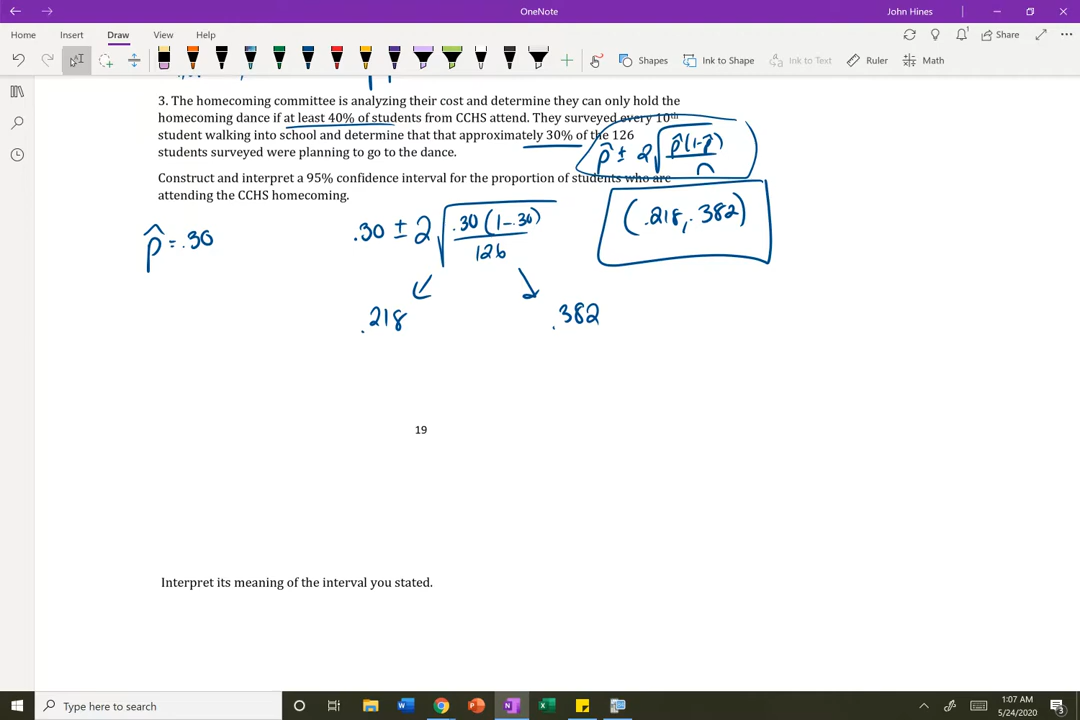 OneNote
John Hines
Home Insert Draw View Help
Share
Shapes Ink to Shape Ink to Text Ruler Math
3. The homecoming committee is analyzing their cost and determine they can only hold the
homecoming dance if at least 40% of students from CCHS attend. They surveyed every 10th
student walking into school and determine that that approximately 30% of the 126
students surveyed were planning to go to the dance.
p̂ ± 2√(p̂(1-p̂)/n)
Construct and interpret a 95% confidence interval for the proportion of students who are
attending the CCHS homecoming.
p̂ = .30
.30 ± 2√(.30(1-.30)/126)
(.218, .382)
.218 .382
19
Interpret its meaning of the interval you stated.
Type here to search
1:07 AM
5/24/2020
3